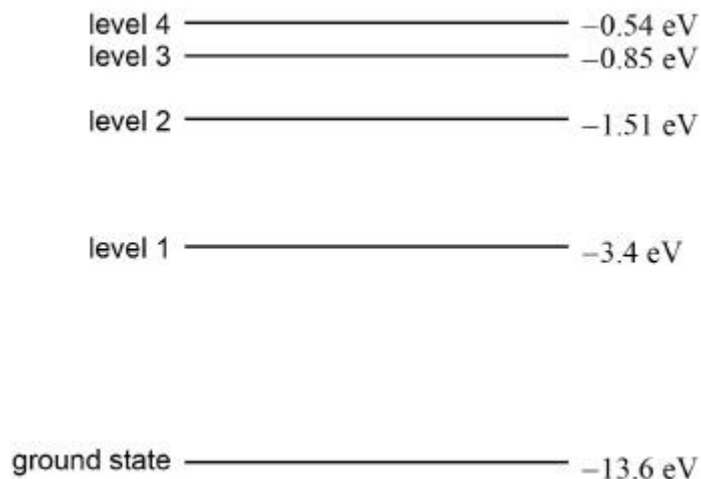 level 4 −0.54 eV
level 3 −0.85 eV
level 2 −1.51 eV
level 1 −3.4 eV
ground state −13.6 eV